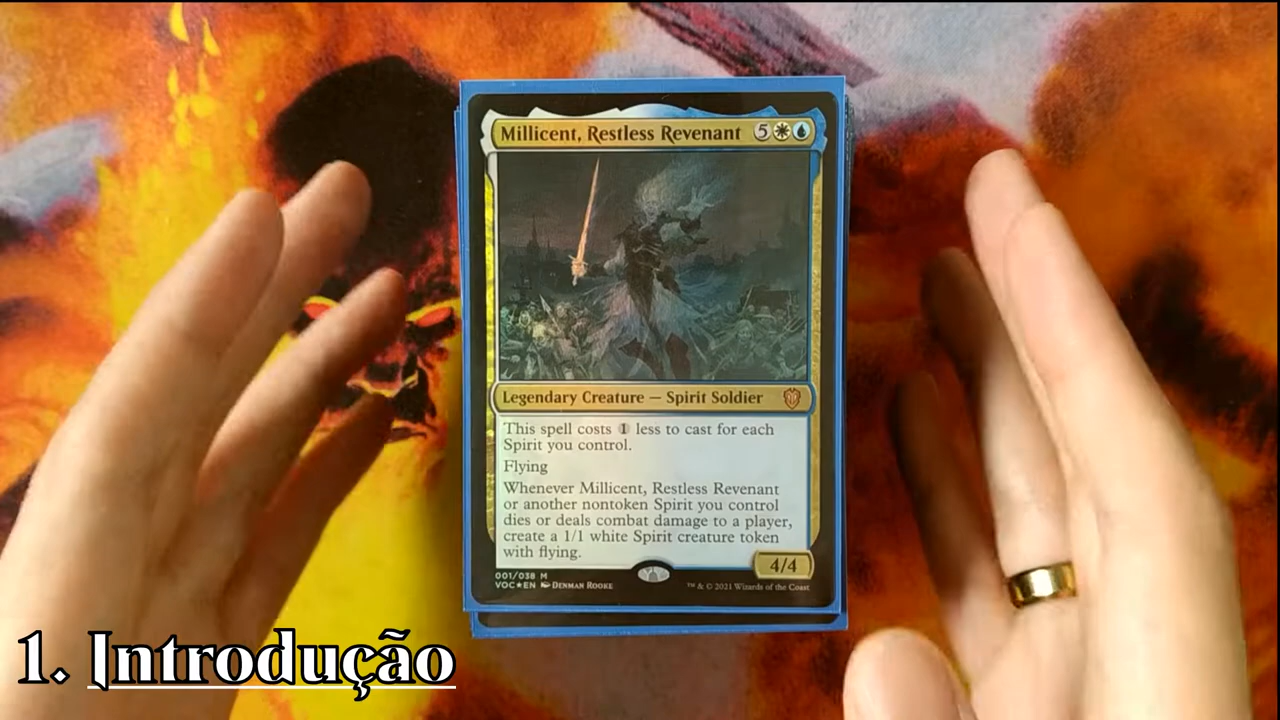 Millicent, Restless Revenant 5
Legendary Creature — Spirit Soldier
This spell costs 1 less to cast for each
Spirit you control.
Flying
Whenever Millicent, Restless Revenant
or another nontoken Spirit you control
dies or deals combat damage to a player,
create a 1/1 white Spirit creature token
with flying.
4/4
001/038 M
VOC★EN Denman Rooke
™ & © 2021 Wizards of the Coast
1. Introdução